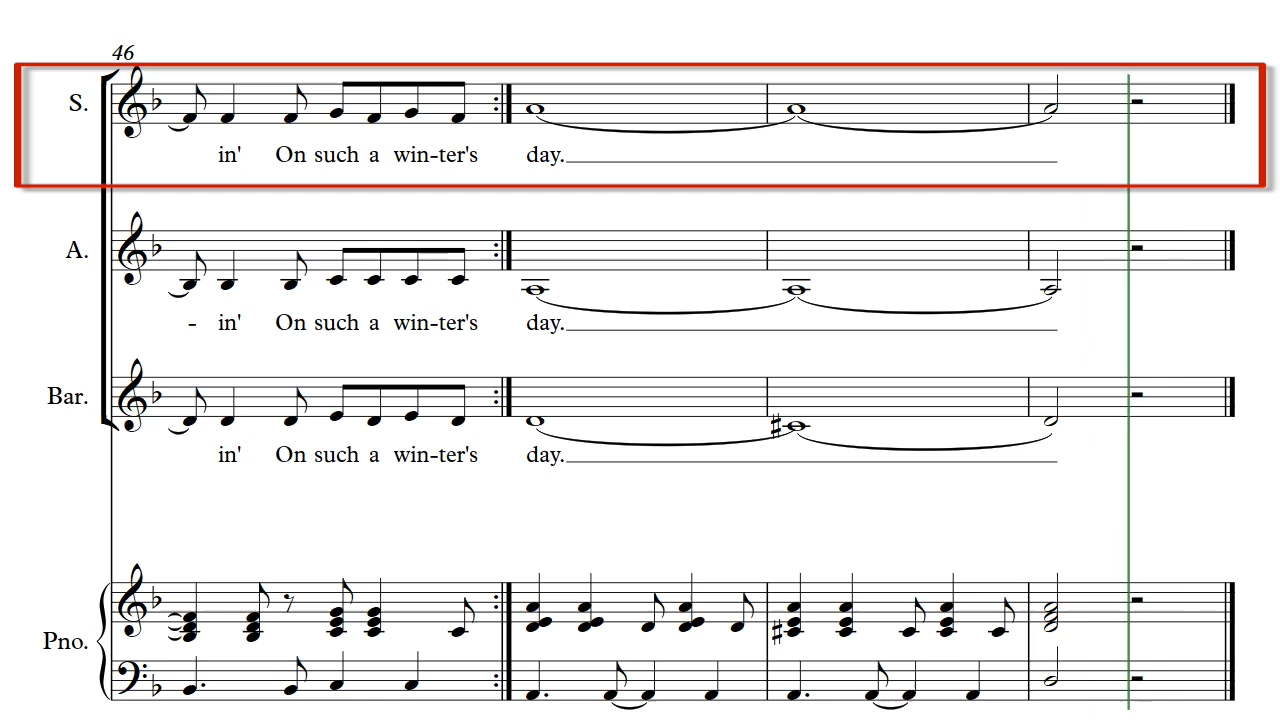 46
S.
in' On such a win-ter's day.
A.
- in' On such a win-ter's day.
Bar.
in' On such a win-ter's day.
Pno.